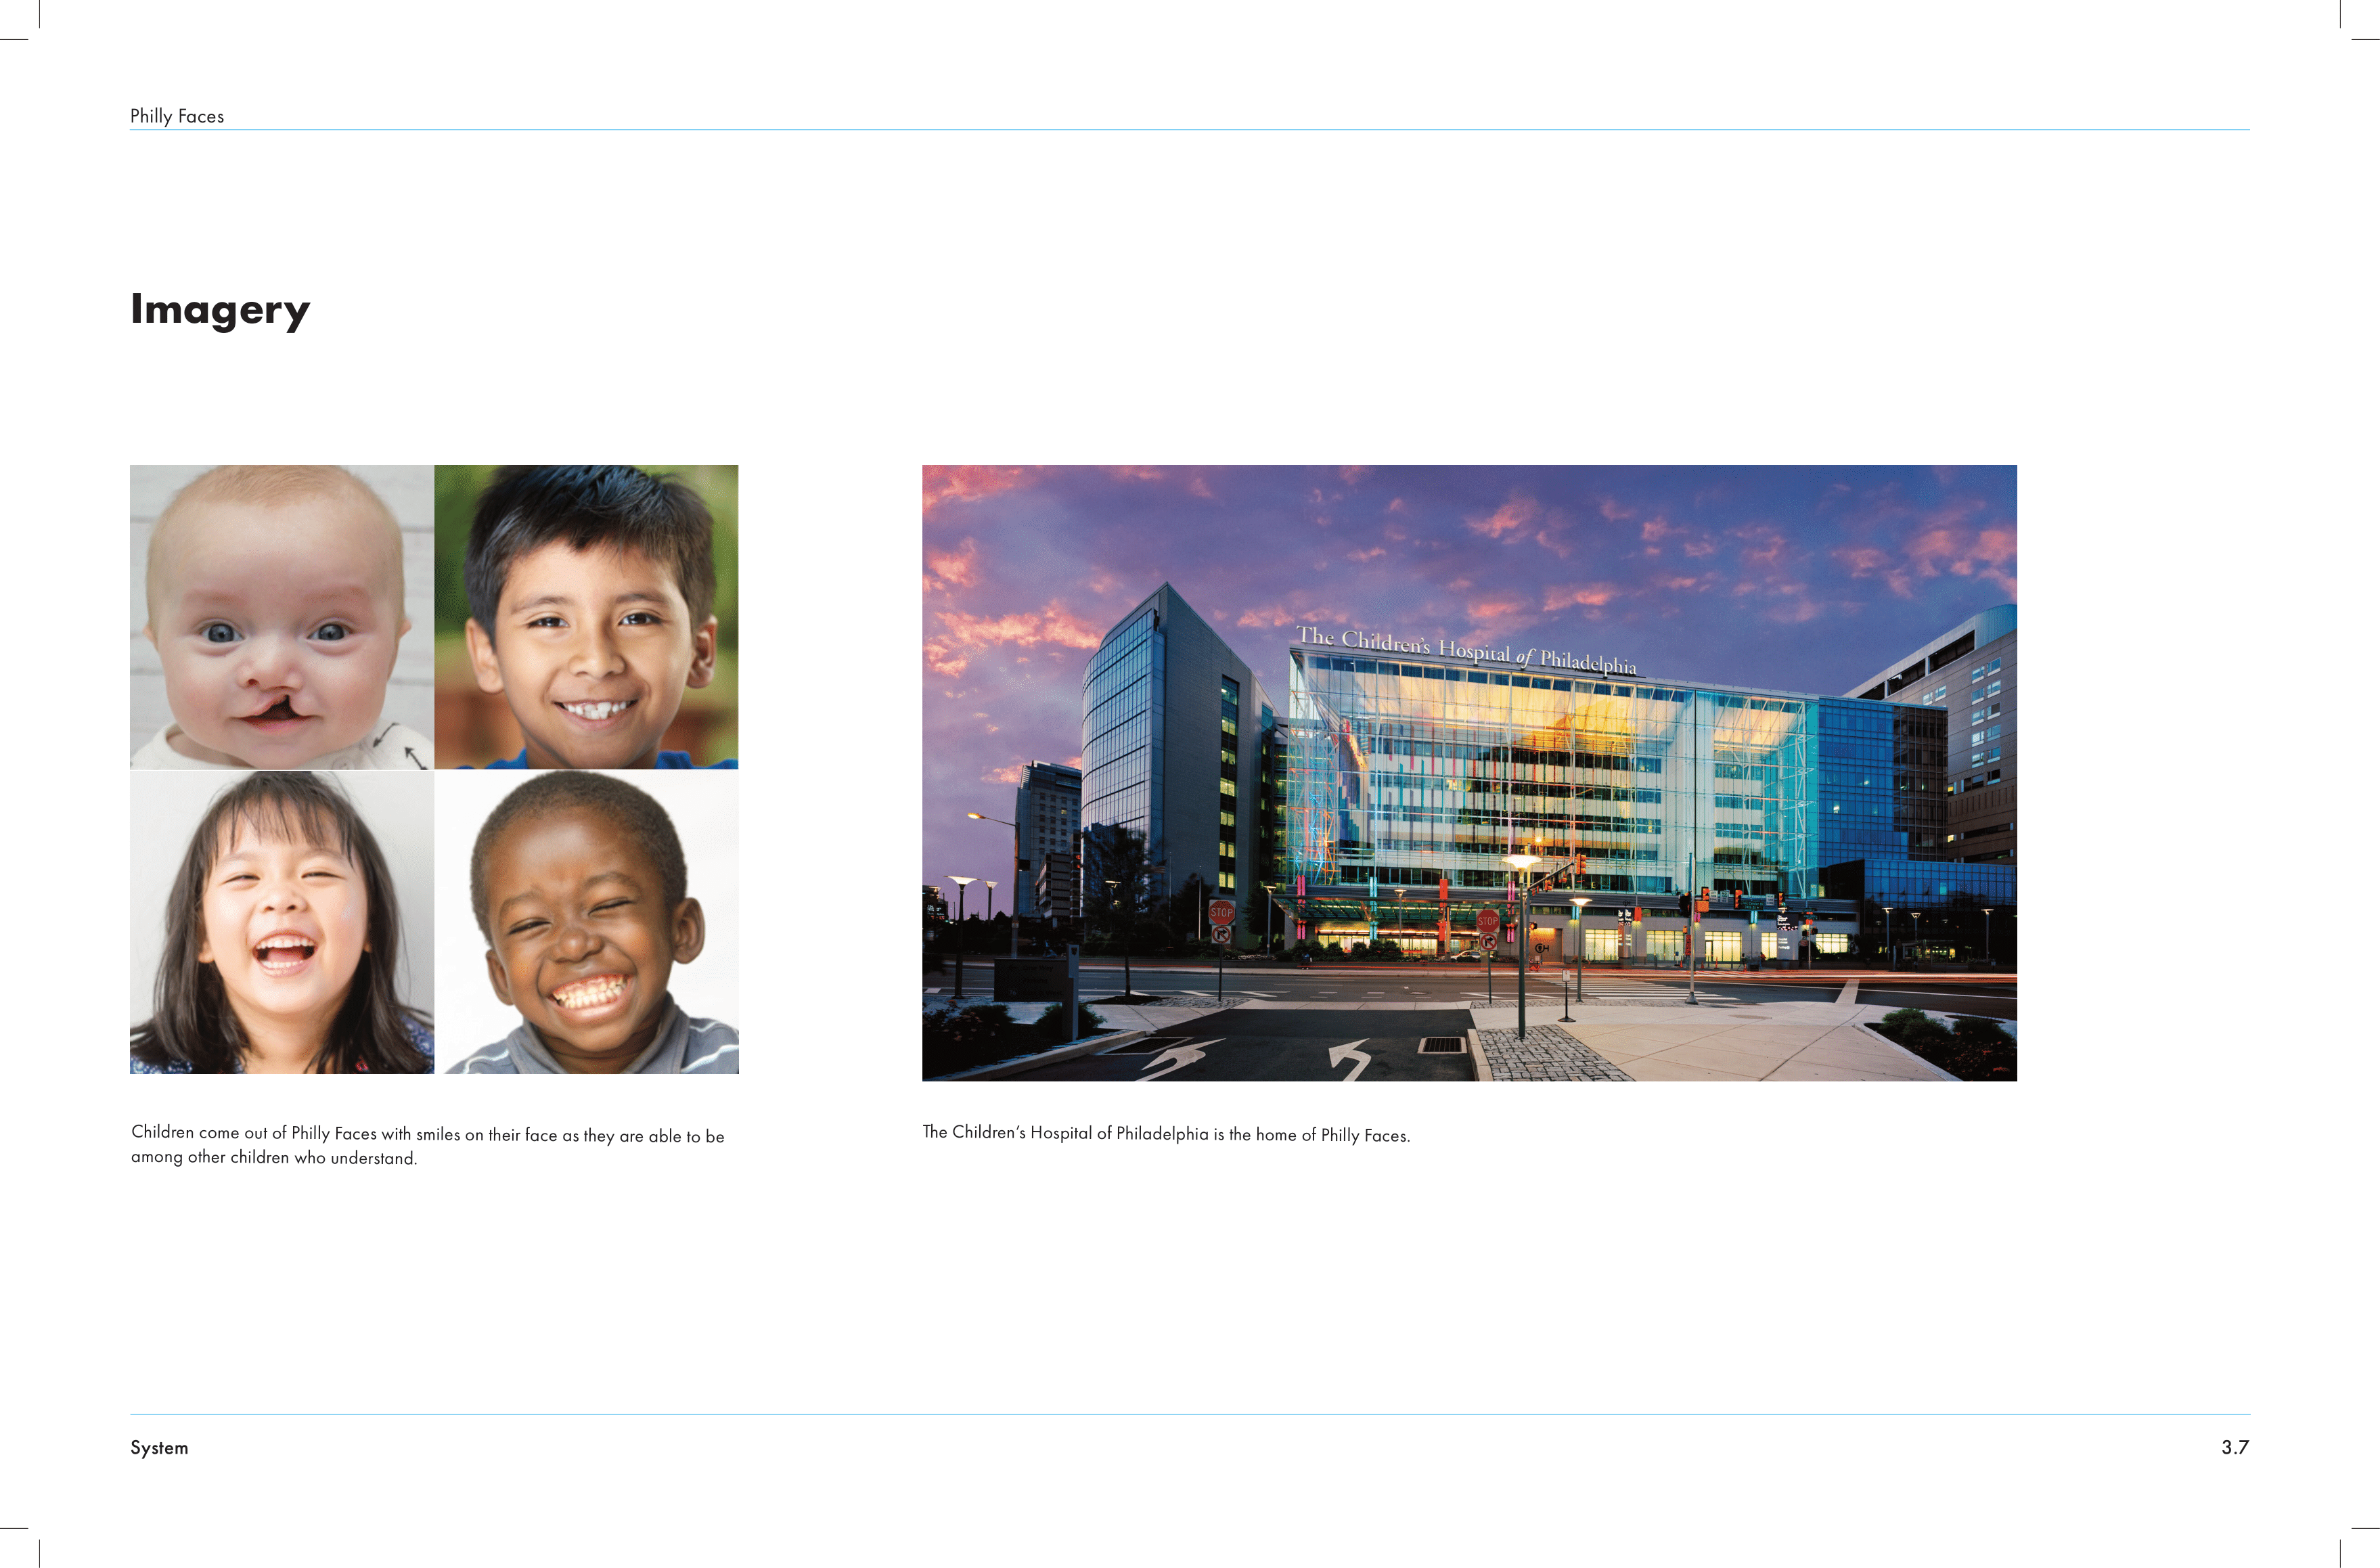 Philly Faces
Imagery
The Children's Hospital of Philadelphia
STOP
STOP
Children come out of Philly Faces with smiles on their face as they are able to be
among other children who understand.
The Children’s Hospital of Philadelphia is the home of Philly Faces.
System
3.7